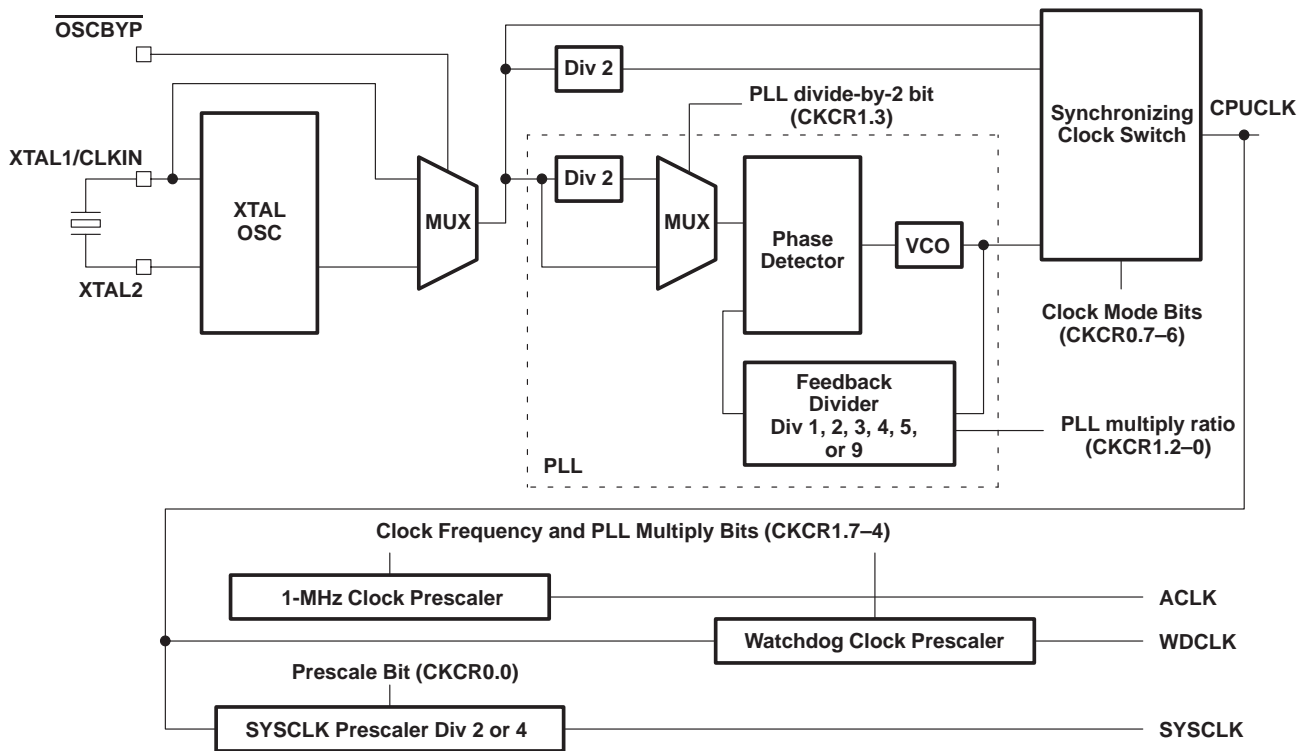 OSCBYP
XTAL1/CLKIN
XTAL2
XTAL
OSC
MUX
Div 2
PLL divide-by-2 bit
(CKCR1.3)
Div 2
MUX
Phase
Detector
VCO
Synchronizing
Clock Switch
CPUCLK
Clock Mode Bits
(CKCR0.7–6)
Feedback
Divider
Div 1, 2, 3, 4, 5,
or 9
PLL multiply ratio
(CKCR1.2–0)
PLL
Clock Frequency and PLL Multiply Bits (CKCR1.7–4)
1-MHz Clock Prescaler
ACLK
Watchdog Clock Prescaler
WDCLK
Prescale Bit (CKCR0.0)
SYSCLK Prescaler Div 2 or 4
SYSCLK